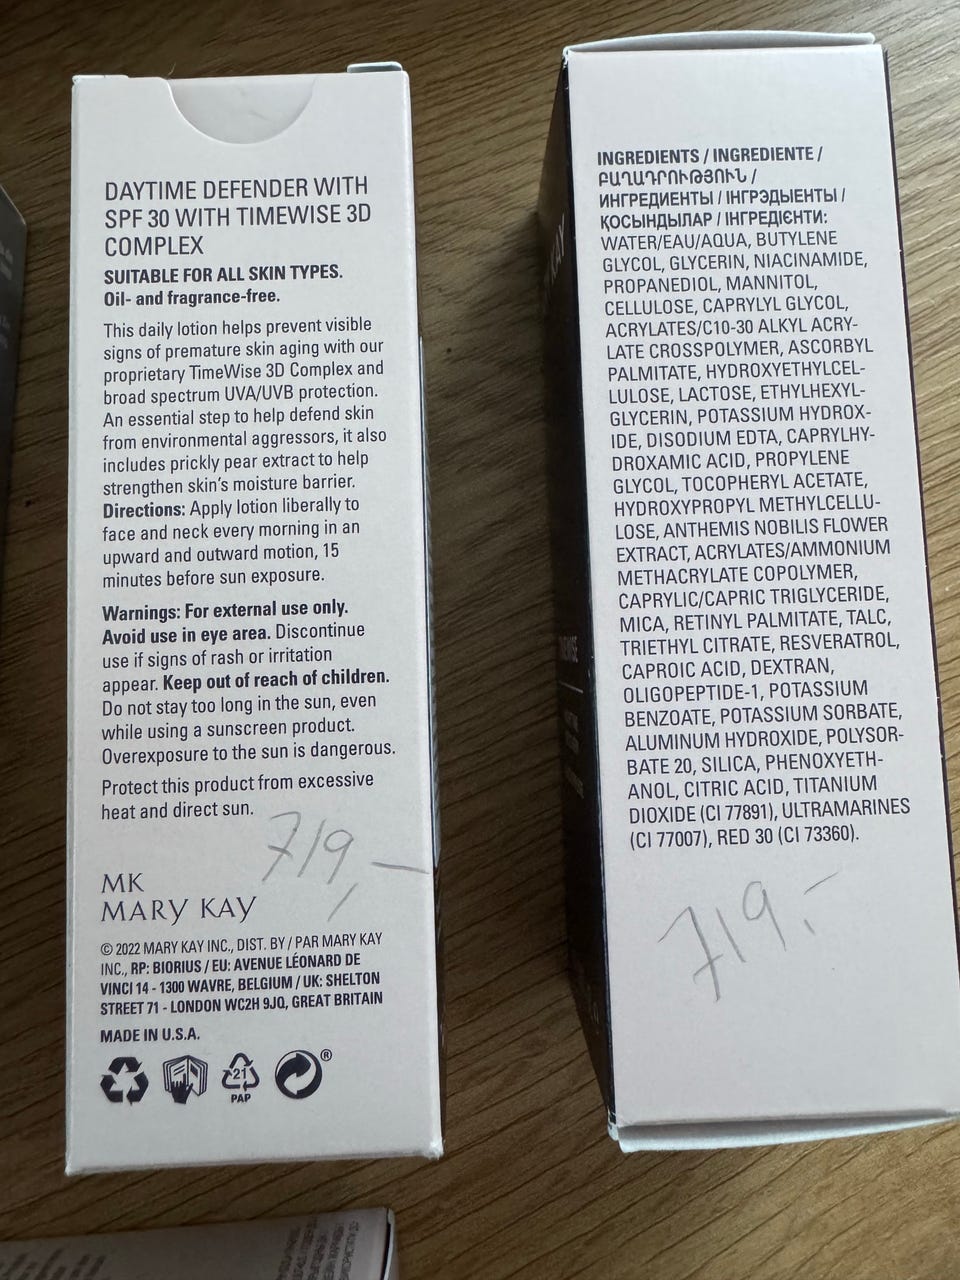 DAYTIME DEFENDER WITH
SPF 30 WITH TIMEWISE 3D
COMPLEX
SUITABLE FOR ALL SKIN TYPES.
Oil- and fragrance-free.
This daily lotion helps prevent visible
signs of premature skin aging with our
proprietary TimeWise 3D Complex and
broad spectrum UVA/UVB protection.
An essential step to help defend skin
from environmental aggressors, it also
includes prickly pear extract to help
strengthen skin's moisture barrier.
Directions: Apply lotion liberally to
face and neck every morning in an
upward and outward motion, 15
minutes before sun exposure.
Warnings: For external use only.
Avoid use in eye area. Discontinue
use if signs of rash or irritation
appear. Keep out of reach of children.
Do not stay too long in the sun, even
while using a sunscreen product.
Overexposure to the sun is dangerous.
Protect this product from excessive
heat and direct sun.
719,-
MK
MARY KAY
© 2022 MARY KAY INC., DIST. BY / PAR MARY KAY
INC., RP: BIORIUS / EU: AVENUE LÉONARD DE
VINCI 14 - 1300 WAVRE, BELGIUM / UK: SHELTON
STREET 71 - LONDON WC2H 9JQ, GREAT BRITAIN
MADE IN U.S.A.
®
21
PAP
INGREDIENTS / INGREDIENTE /
ԲԱՂԱԴՐՈՒԹՅՈՒՆ /
ИНГРЕДИЕНТЫ / ІНГРЭДЫЕНТЫ /
ҚОСЫНДЫЛАР / ІНГРЕДІЄНТИ:
WATER/EAU/AQUA, BUTYLENE
GLYCOL, GLYCERIN, NIACINAMIDE,
PROPANEDIOL, MANNITOL,
CELLULOSE, CAPRYLYL GLYCOL,
ACRYLATES/C10-30 ALKYL ACRY-
LATE CROSSPOLYMER, ASCORBYL
PALMITATE, HYDROXYETHYLCEL-
LULOSE, LACTOSE, ETHYLHEXYL-
GLYCERIN, POTASSIUM HYDROX-
IDE, DISODIUM EDTA, CAPRYLHY-
DROXAMIC ACID, PROPYLENE
GLYCOL, TOCOPHERYL ACETATE,
HYDROXYPROPYL METHYLCELLU-
LOSE, ANTHEMIS NOBILIS FLOWER
EXTRACT, ACRYLATES/AMMONIUM
METHACRYLATE COPOLYMER,
CAPRYLIC/CAPRIC TRIGLYCERIDE,
MICA, RETINYL PALMITATE, TALC,
TRIETHYL CITRATE, RESVERATROL,
CAPROIC ACID, DEXTRAN,
OLIGOPEPTIDE-1, POTASSIUM
BENZOATE, POTASSIUM SORBATE,
ALUMINUM HYDROXIDE, POLYSOR-
BATE 20, SILICA, PHENOXYETH-
ANOL, CITRIC ACID, TITANIUM
DIOXIDE (CI 77891), ULTRAMARINES
(CI 77007), RED 30 (CI 73360).
719.-
KAY